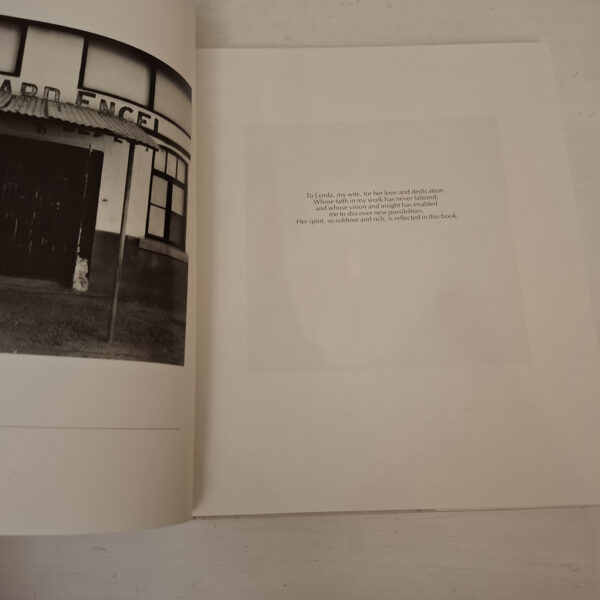 ARD ENGEL
To Lynda, my wife, for her love and dedication.
Whose faith in my work has never faltered;
and whose vision and insight has enabled
me to discover new possibilities.
Her spirit, so sublime and rich, is reflected in this book.